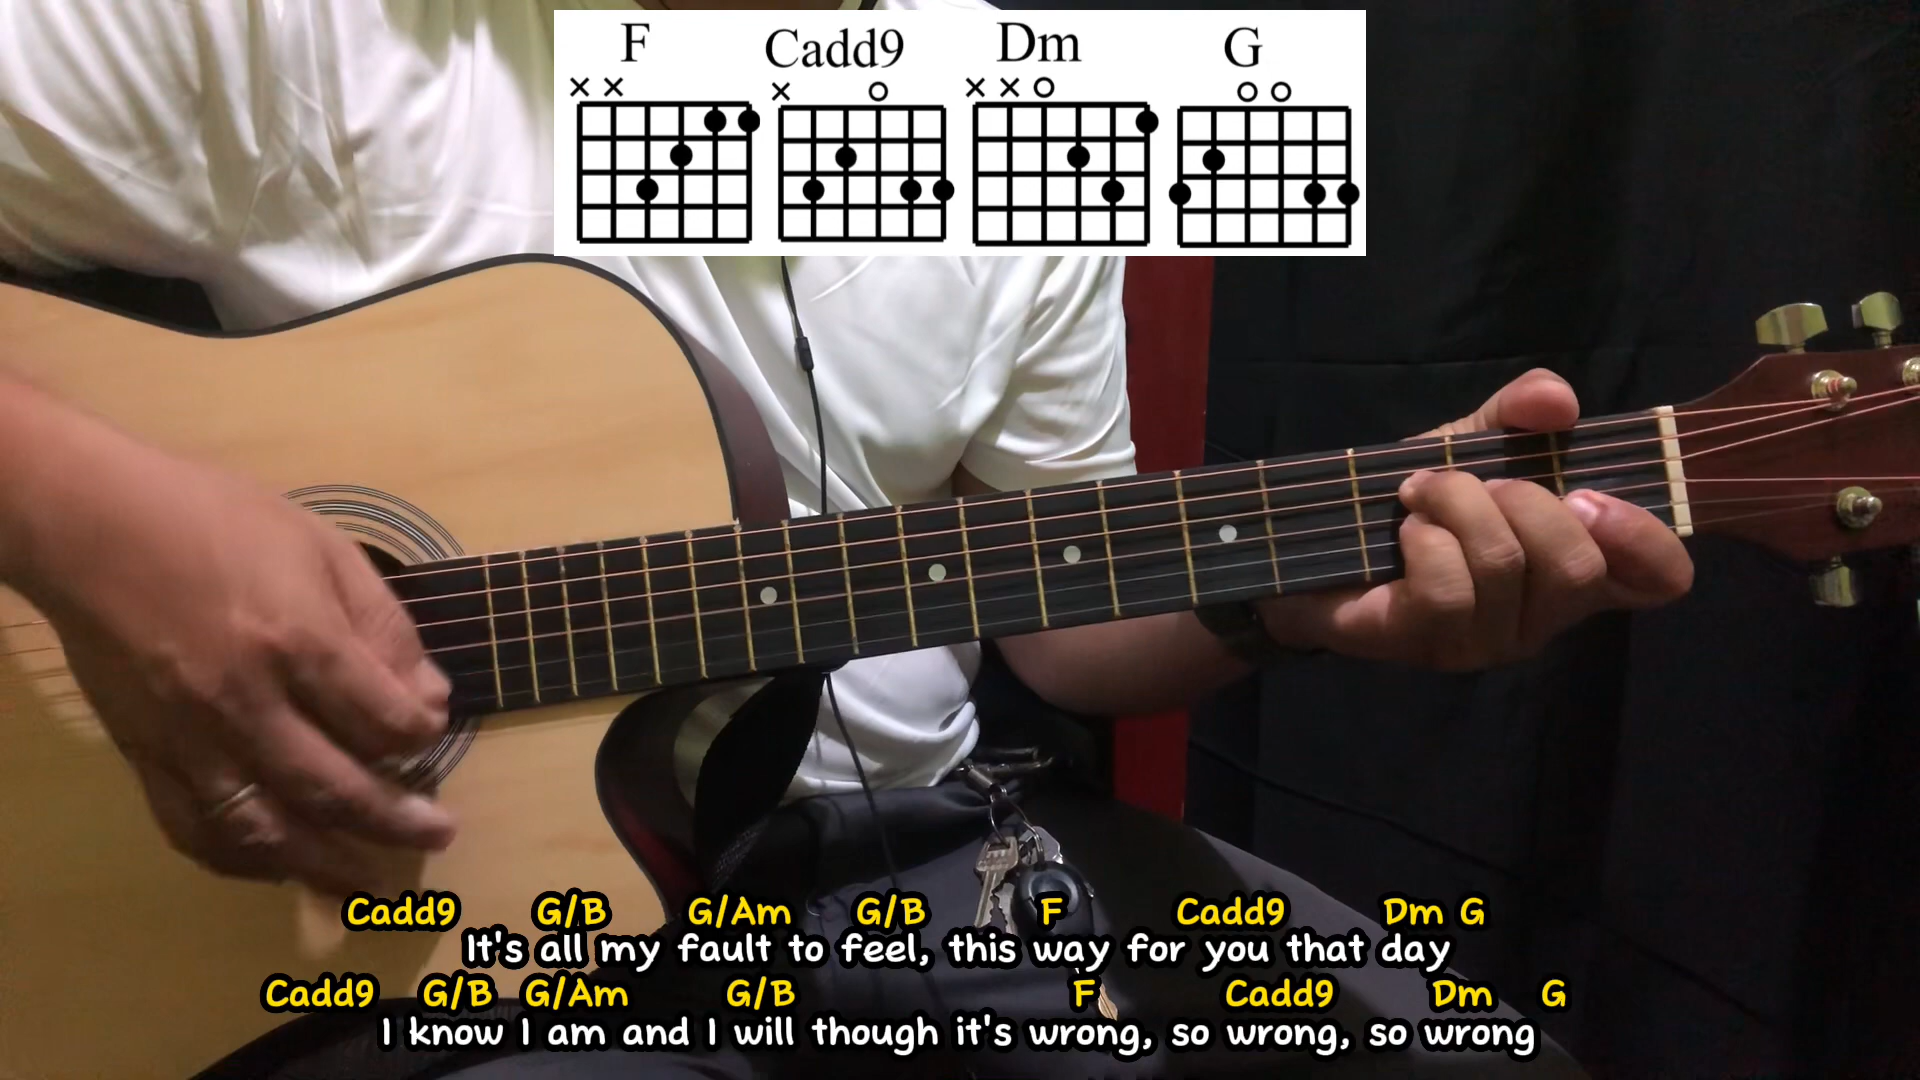 F Cadd9 Dm G
Cadd9 G/B G/Am G/B F Cadd9 Dm G
It's all my fault to feel, this way for you that day
Cadd9 G/B G/Am G/B F Cadd9 Dm G
I know I am and I will though it's wrong, so wrong, so wrong